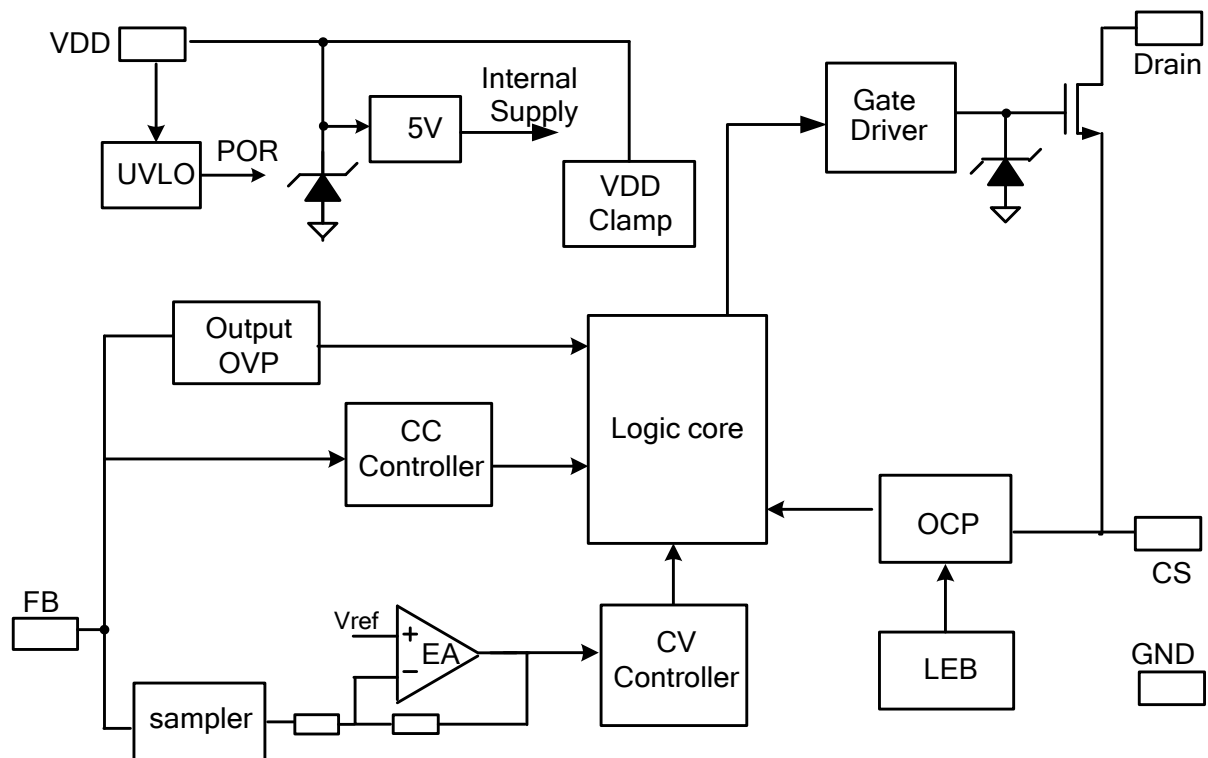 VDD
UVLO
POR
5V
Internal
Supply
VDD
Clamp
Gate
Driver
Drain
Output
OVP
CC
Controller
Logic core
OCP
CS
FB
Vref
+
EA
−
CV
Controller
LEB
GND
sampler